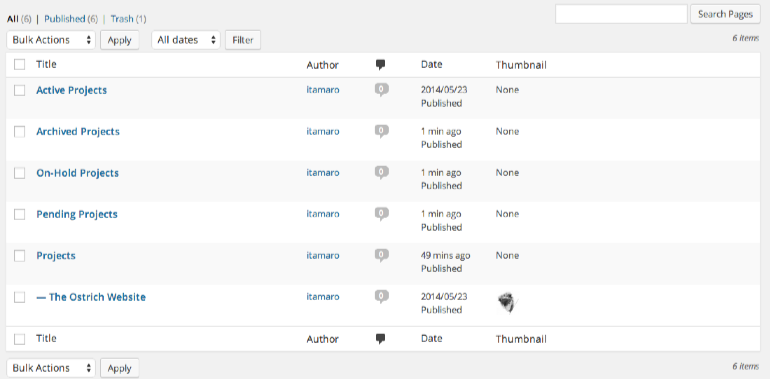 All (6) | Published (6) | Trash (1)
Search Pages
Bulk Actions Apply All dates Filter
6 items
Title Author Date Thumbnail
Active Projects itamaro 0 2014/05/23 None
Published
Archived Projects itamaro 0 1 min ago None
Published
On-Hold Projects itamaro 0 1 min ago None
Published
Pending Projects itamaro 0 1 min ago None
Published
Projects itamaro 0 49 mins ago None
Published
— The Ostrich Website itamaro 0 2014/05/23
Published
Title Author Date Thumbnail
Bulk Actions Apply
6 items